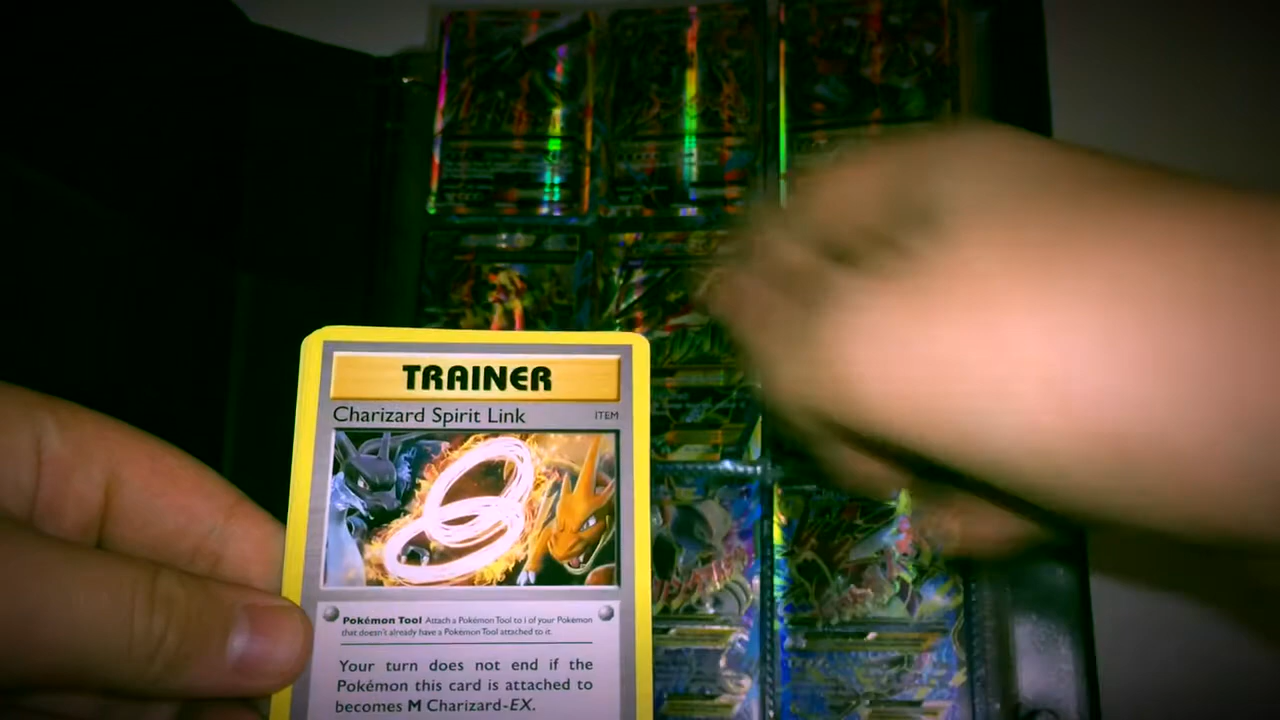 TRAINER
Charizard Spirit Link ITEM
Pokémon Tool Attach a Pokémon Tool to 1 of your Pokémon
that doesn't already have a Pokémon Tool attached to it.
Your turn does not end if the
Pokémon this card is attached to
becomes M Charizard-EX.